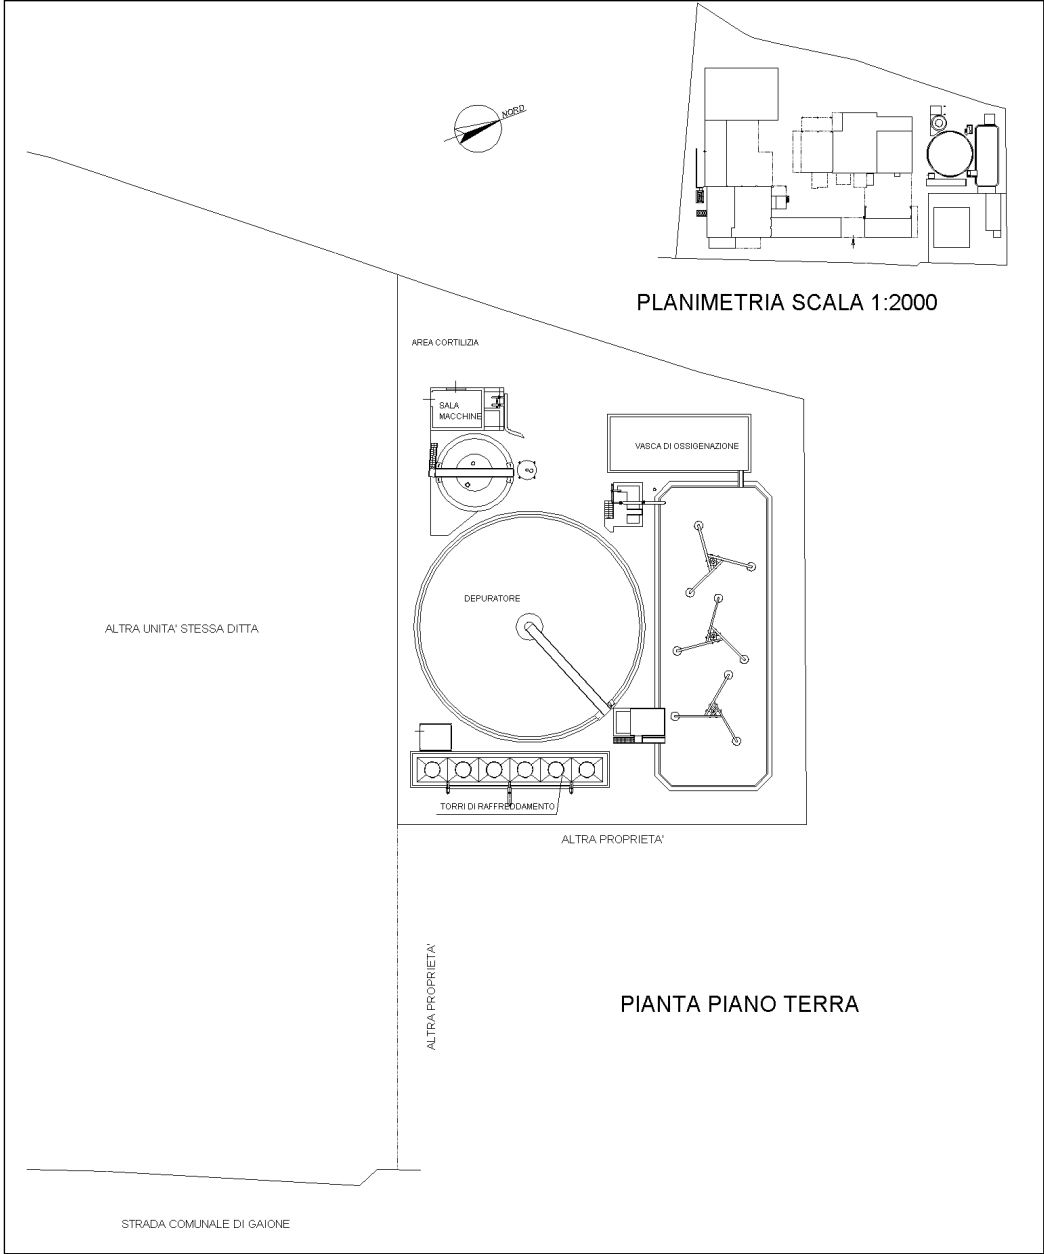 NORD
PLANIMETRIA SCALA 1:2000
AREA CORTILIZIA
SALA
MACCHINE
VASCA DI OSSIGENAZIONE
DEPURATORE
ALTRA UNITA' STESSA DITTA
TORRI DI RAFFREDDAMENTO
ALTRA PROPRIETA'
ALTRA PROPRIETA'
PIANTA PIANO TERRA
STRADA COMUNALE DI GAIONE